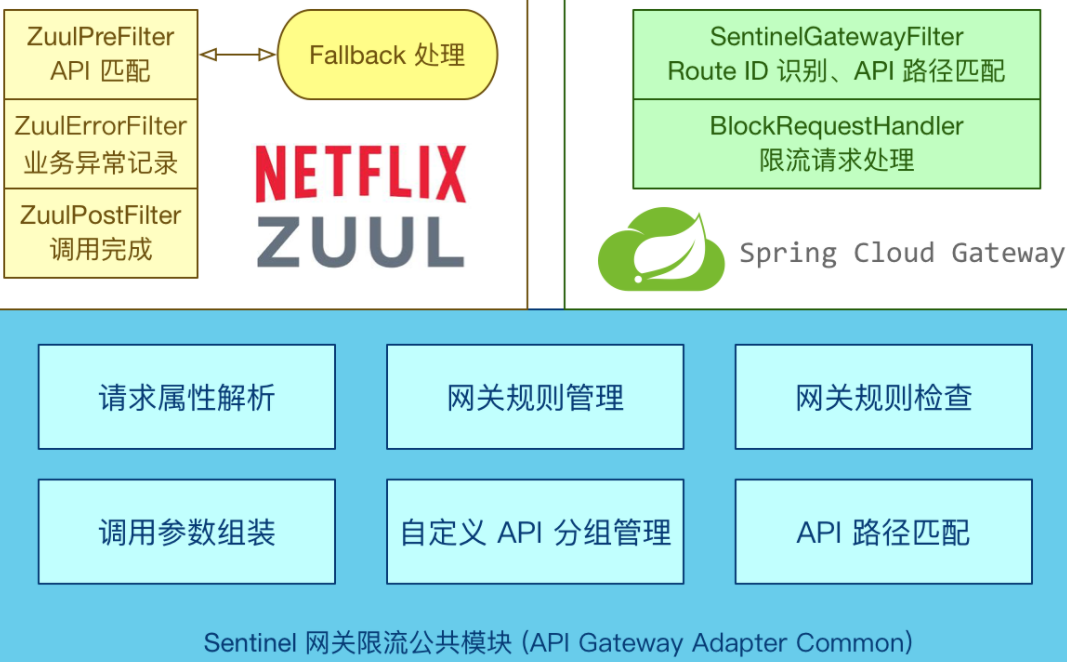 ZuulPreFilter
API 匹配
Fallback 处理
ZuulErrorFilter
业务异常记录
ZuulPostFilter
调用完成
NETFLIX
ZUUL
SentinelGatewayFilter
Route ID 识别、API 路径匹配
BlockRequestHandler
限流请求处理
Spring Cloud Gateway
请求属性解析
网关规则管理
网关规则检查
调用参数组装
自定义 API 分组管理
API 路径匹配
Sentinel 网关限流公共模块 (API Gateway Adapter Common)